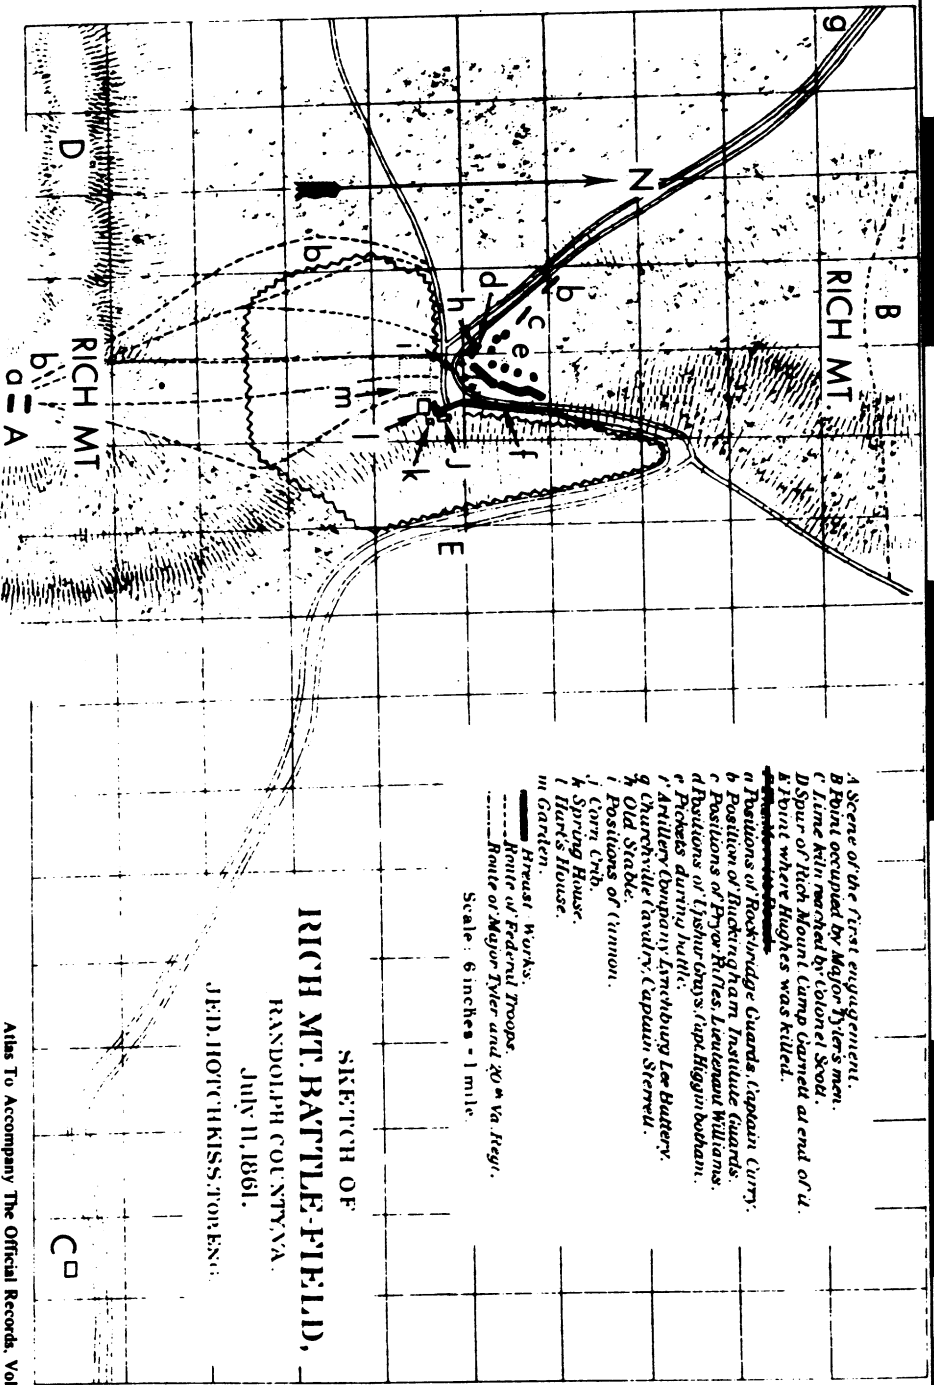 SKETCH OF
RICH MT. BATTLE-FIELD,
RANDOLPH COUNTY, VA.
July 11, 1861.
JED. HOTCHKISS, TOP. ENG.
A Scene of the first engagement.
B Point occupied by Major Tyler's men.
C Lime kiln reached by Colonel Scott.
D Spur of Rich Mount. Camp Garnett at end of it.
E Point where Hughes was killed.
a Positions of Rockbridge Guards, Captain Curry.
b Position of Buckingham Institute Guards.
c Positions of Pryor Rifles, Lieutenant Williams.
d Positions of Upshur Grays, Capt. Higginbotham.
e Pickets during battle.
f Artillery Company Lynchburg Lee Battery.
g Churchville Cavalry, Captain Sterrett.
h Old Stable.
i Positions of Cannon.
j Corn Crib.
k Spring House.
l Hart's House.
m Garden.
Breast Works.
Route of Federal Troops.
Route of Major Tyler and 20th Va. Regt.
Scale: 6 inches = 1 mile.
g
B
RICH MT.
N
b
c
d
e
h
b
i
m
l
k
j
f
E
D
RICH MT.
b
a
A
C
Atlas To Accompany The Official Records, Vol